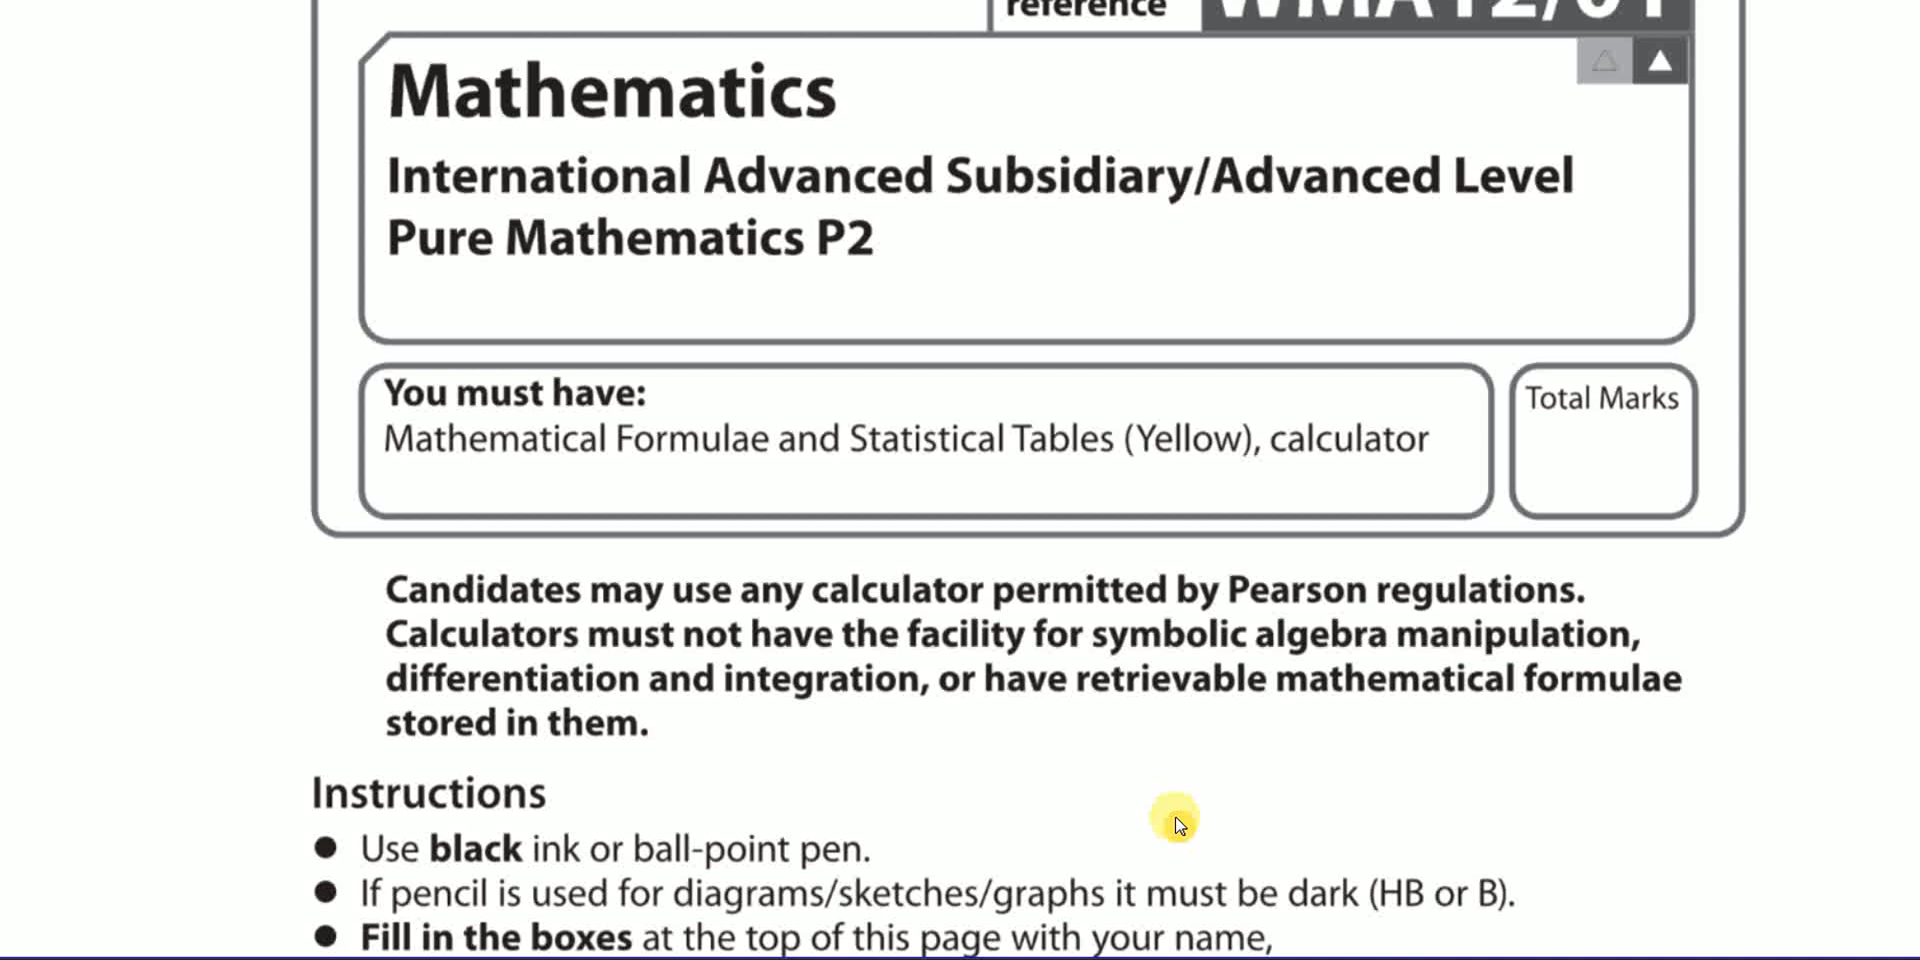 reference WMA12/01
Mathematics
International Advanced Subsidiary/Advanced Level
Pure Mathematics P2
You must have:
Mathematical Formulae and Statistical Tables (Yellow), calculator
Total Marks
Candidates may use any calculator permitted by Pearson regulations.
Calculators must not have the facility for symbolic algebra manipulation,
differentiation and integration, or have retrievable mathematical formulae
stored in them.
Instructions
● Use black ink or ball-point pen.
● If pencil is used for diagrams/sketches/graphs it must be dark (HB or B).
● Fill in the boxes at the top of this page with your name,